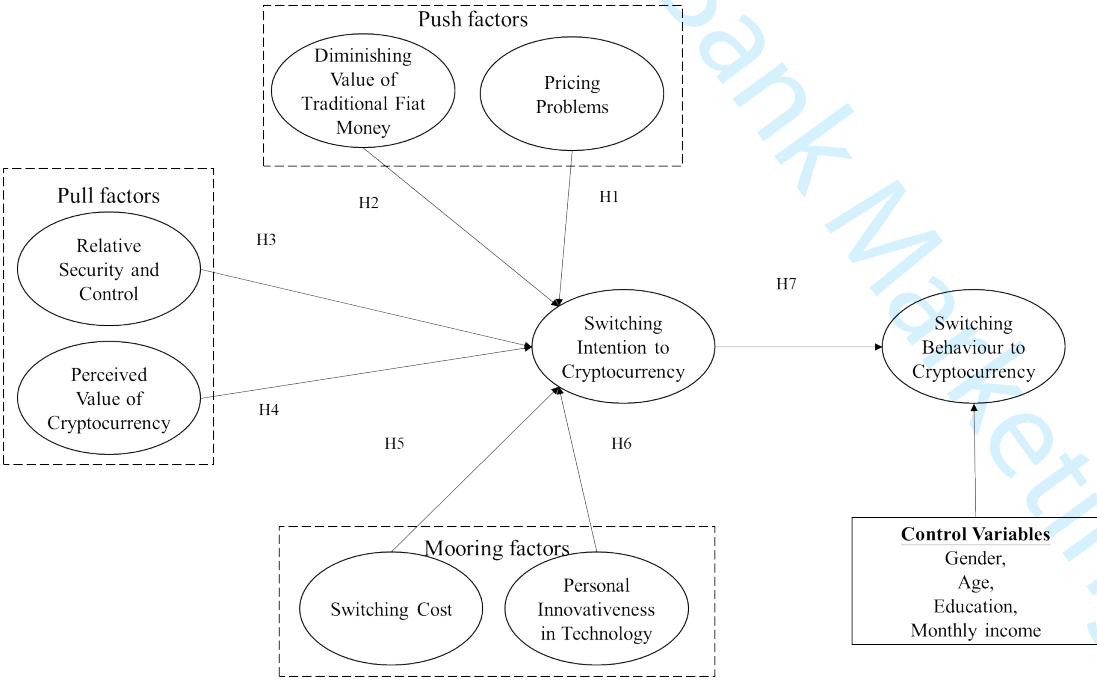 Push factors
Diminishing
Value of
Traditional Fiat
Money
Pricing
Problems
H2
H1
Pull factors
Relative
Security and
Control
H3
Perceived
Value of
Cryptocurrency
H4
Switching
Intention to
Cryptocurrency
H7
Switching
Behaviour to
Cryptocurrency
H5
H6
Mooring factors
Switching Cost
Personal
Innovativeness
in Technology
Control Variables
Gender,
Age,
Education,
Monthly income
bank Marketing